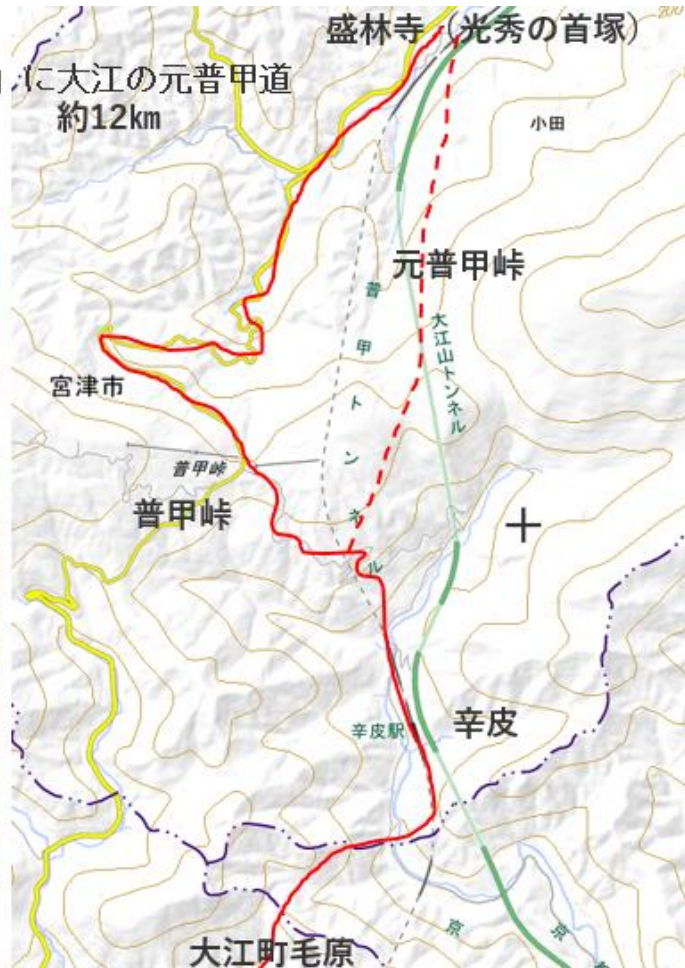 200
盛林寺（光秀の首塚）
に大江の元普甲道
約12km
小田
元普甲峠
普甲トンネル
大江山トンネル
宮津市
普甲峠
普甲峠
辛皮駅
辛皮
大江町毛原
京
京